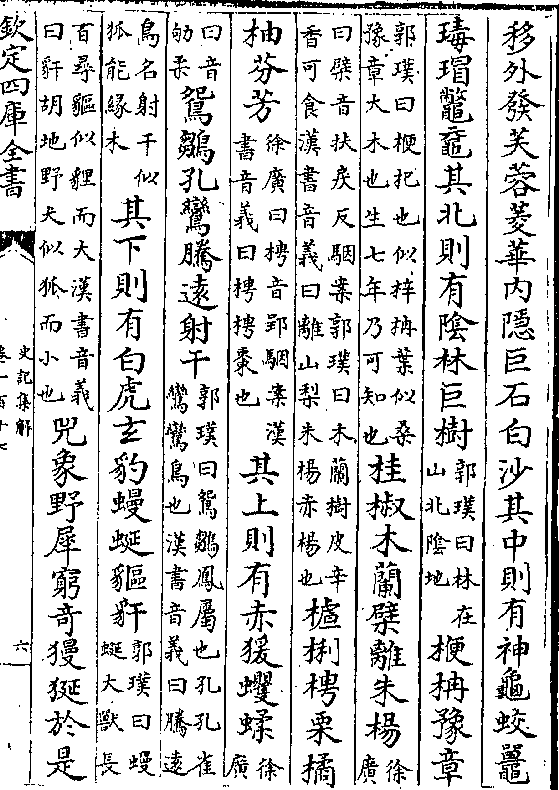 移外發芙蓉菱華内隱巨石白沙其中則有神龜蛟鼉
瑇瑁鼈黿其北則有陰林巨樹郭璞曰林在山北陰地楩柟豫章
郭璞曰楩杞也似梓柟葉似桑豫章大木也生七年乃可知也桂椒木蘭檗離朱楊徐廣
曰檗音扶戾反駰案郭璞曰木蘭樹皮辛香可食漢書音義曰離山梨朱楊赤楊也樝梸梬栗橘
柚芬芳徐廣曰梬音郢駰案漢書音義曰梬梬棗也其上則有赤猨蠷蝚徐廣
曰音劬柔鵷鶵孔鸞騰遠射干郭璞曰鵷鶵鳳屬也孔孔雀鸞鸞鳥也漢書音義曰騰遠
鳥名射干似狐能緣木其下則有白虎玄豹蟃蜒貙豻郭璞曰蟃蜒大獸長
百尋貙似貍而大漢書音義曰豻胡地野犬似狐而小也兕象野犀窮奇獌狿於是
欽定四庫全書
史記集解
卷一百十七
六